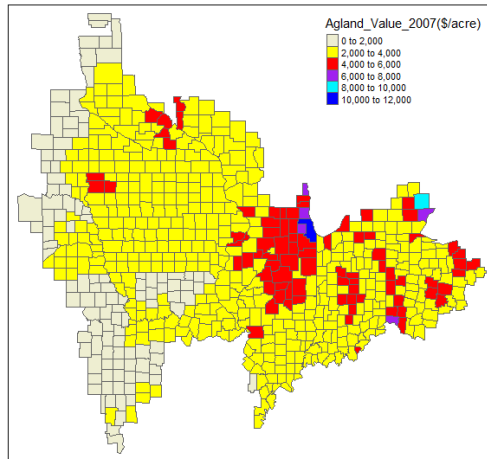 Agland_Value_2007($/acre)
0 to 2,000
2,000 to 4,000
4,000 to 6,000
6,000 to 8,000
8,000 to 10,000
10,000 to 12,000